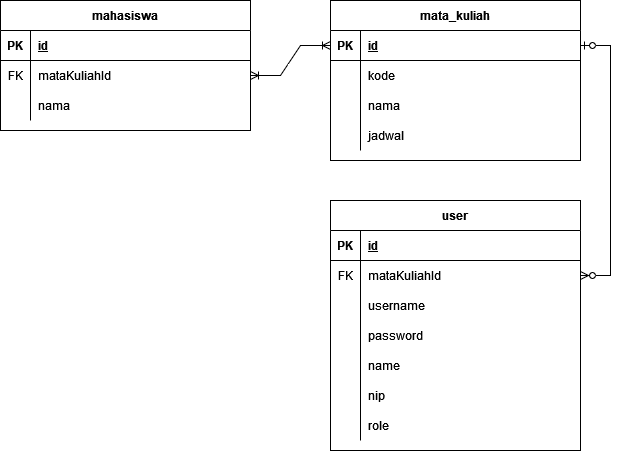 mahasiswa
PK id
FK mataKuliahId
nama
mata_kuliah
PK id
kode
nama
jadwal
user
PK id
FK mataKuliahId
username
password
name
nip
role